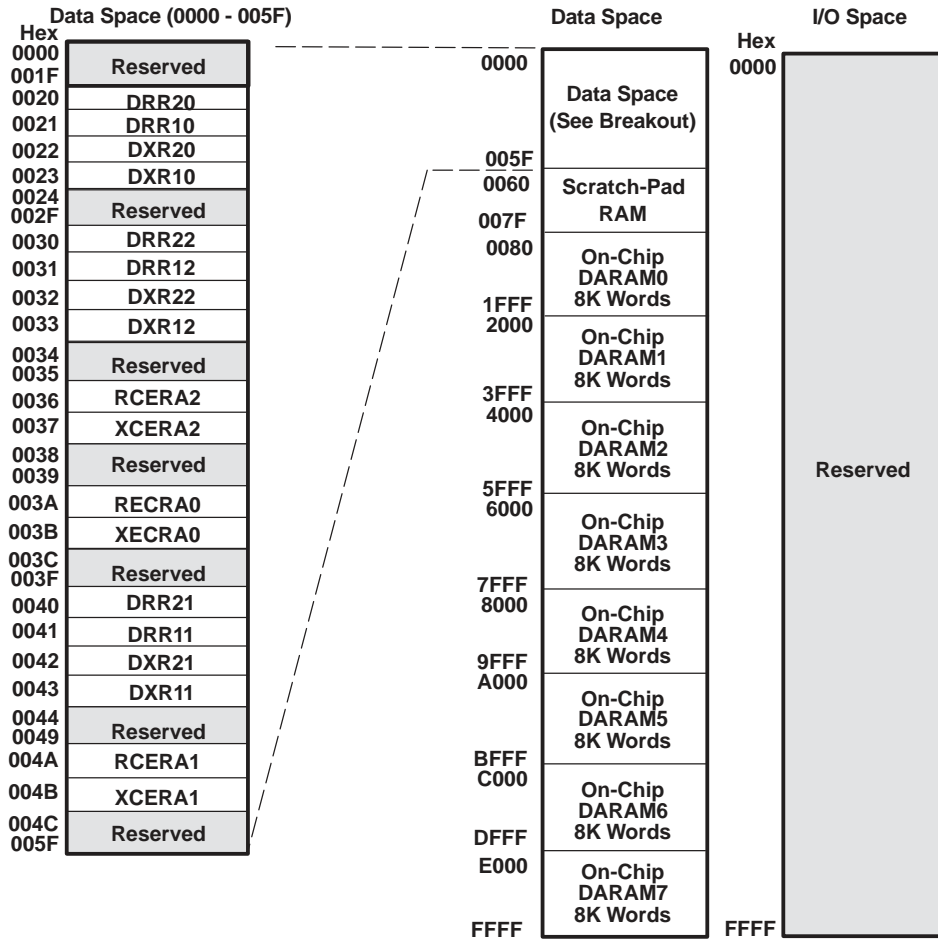 Data Space (0000 - 005F)
Hex
0000
001F
Reserved
0020
DRR20
0021
DRR10
0022
DXR20
0023
DXR10
0024
002F
Reserved
0030
DRR22
0031
DRR12
0032
DXR22
0033
DXR12
0034
0035
Reserved
0036
RCERA2
0037
XCERA2
0038
0039
Reserved
003A
RECRA0
003B
XECRA0
003C
003F
Reserved
0040
DRR21
0041
DRR11
0042
DXR21
0043
DXR11
0044
0049
Reserved
004A
RCERA1
004B
XCERA1
004C
005F
Reserved
Data Space
0000
Data Space
(See Breakout)
005F
0060
Scratch-Pad
RAM
007F
0080
On-Chip
DARAM0
8K Words
1FFF
2000
On-Chip
DARAM1
8K Words
3FFF
4000
On-Chip
DARAM2
8K Words
5FFF
6000
On-Chip
DARAM3
8K Words
7FFF
8000
On-Chip
DARAM4
8K Words
9FFF
A000
On-Chip
DARAM5
8K Words
BFFF
C000
On-Chip
DARAM6
8K Words
DFFF
E000
On-Chip
DARAM7
8K Words
FFFF
I/O Space
Hex
0000
Reserved
FFFF